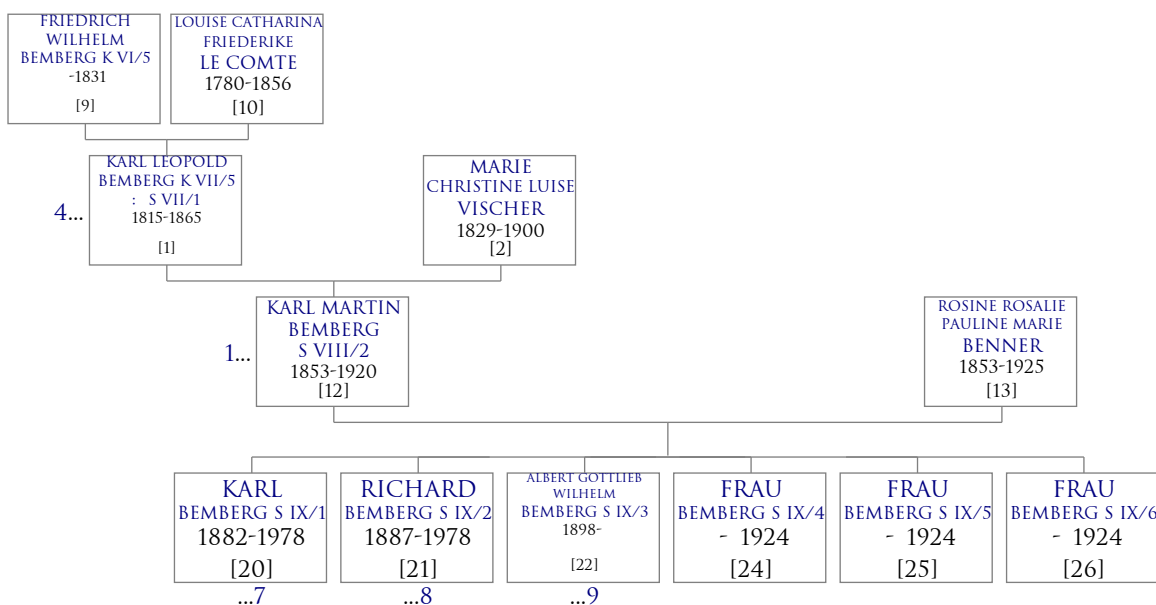 FRIEDRICH
WILHELM
BEMBERG K VI/5
-1831
[9]
LOUISE CATHARINA
FRIEDERIKE
LE COMTE
1780-1856
[10]
4...
KARL LEOPOLD
BEMBERG K VII/5
: S VII/1
1815-1865
[1]
MARIE
CHRISTINE LUISE
VISCHER
1829-1900
[2]
1...
KARL MARTIN
BEMBERG
S VIII/2
1853-1920
[12]
ROSINE ROSALIE
PAULINE MARIE
BENNER
1853-1925
[13]
KARL
BEMBERG S IX/1
1882-1978
[20]
...7
RICHARD
BEMBERG S IX/2
1887-1978
[21]
...8
ALBERT GOTTLIEB
WILHELM
BEMBERG S IX/3
1898-
[22]
...9
FRAU
BEMBERG S IX/4
- 1924
[24]
FRAU
BEMBERG S IX/5
- 1924
[25]
FRAU
BEMBERG S IX/6
- 1924
[26]